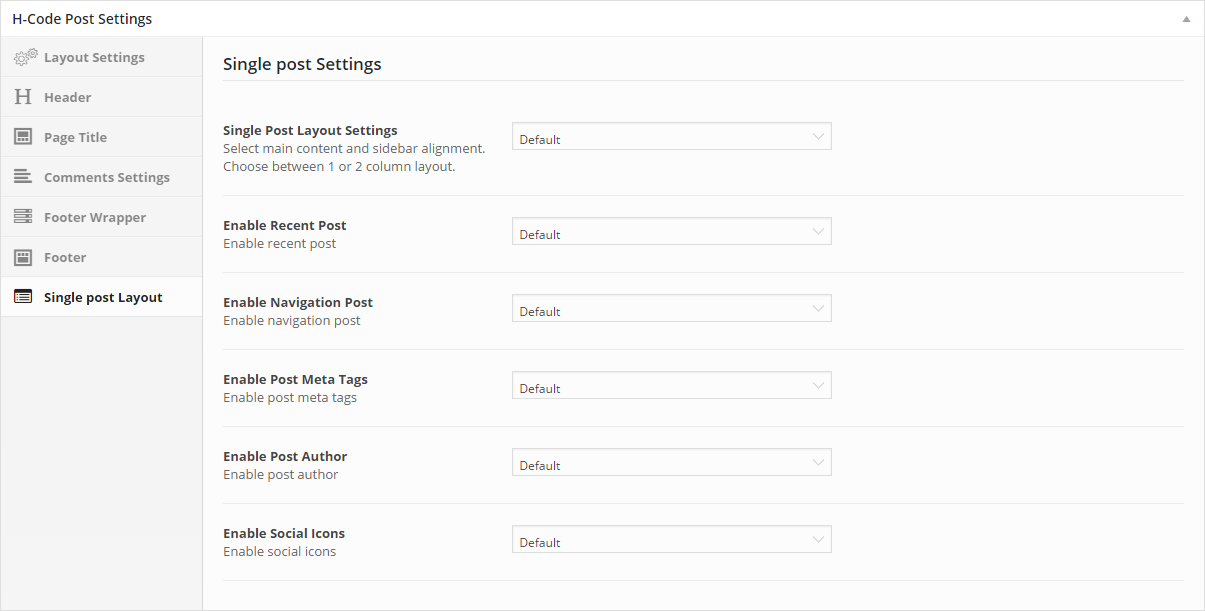 H-Code Post Settings
Layout Settings
Header
Page Title
Comments Settings
Footer Wrapper
Footer
Single post Layout
Single post Settings
Single Post Layout Settings
Select main content and sidebar alignment.
Choose between 1 or 2 column layout.
Default
Enable Recent Post
Enable recent post
Default
Enable Navigation Post
Enable navigation post
Default
Enable Post Meta Tags
Enable post meta tags
Default
Enable Post Author
Enable post author
Default
Enable Social Icons
Enable social icons
Default